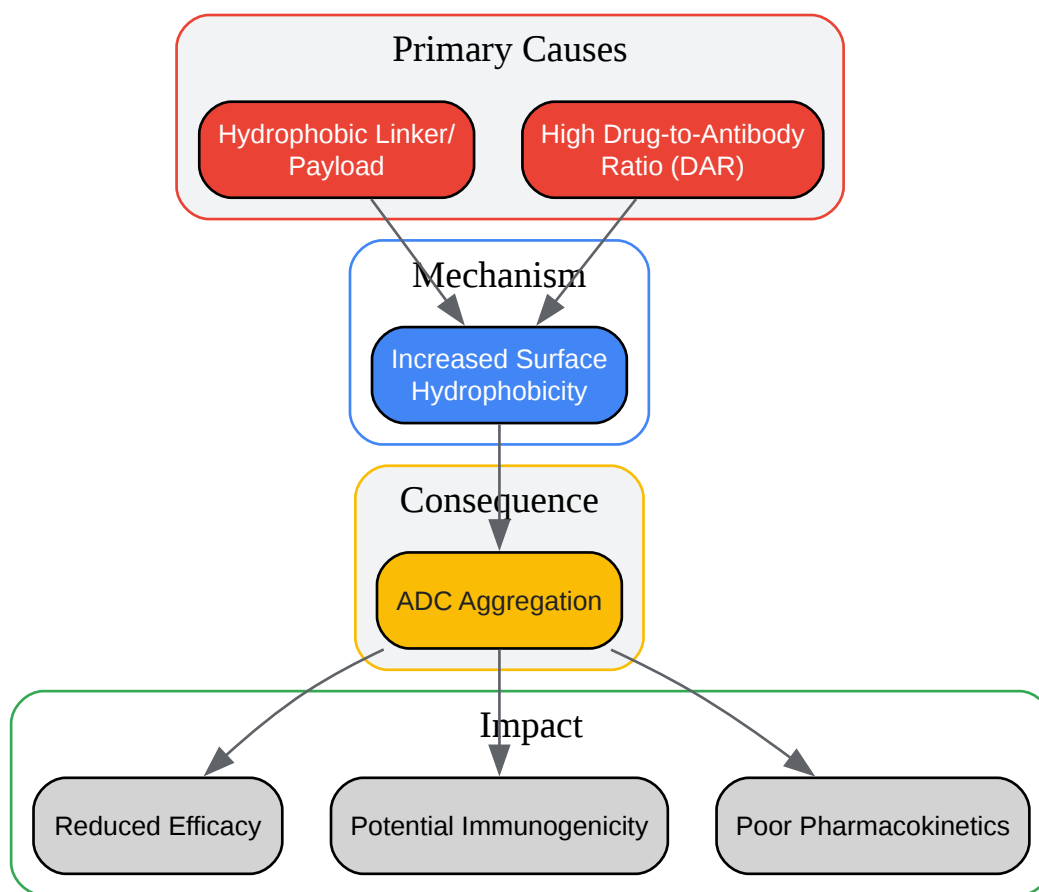 Primary Causes
Hydrophobic Linker/
Payload
High Drug-to-Antibody
Ratio (DAR)
Mechanism
Increased Surface
Hydrophobicity
Consequence
ADC Aggregation
Impact
Reduced Efficacy
Potential Immunogenicity
Poor Pharmacokinetics